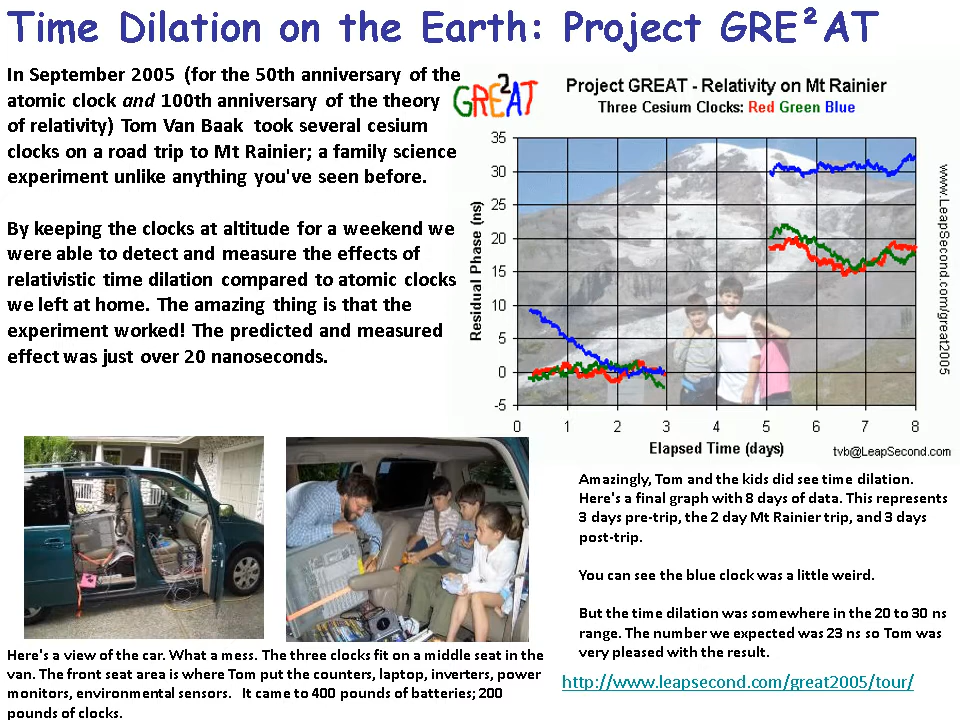 Time Dilation on the Earth: Project GRE²AT
In September 2005 (for the 50th anniversary of the
atomic clock and 100th anniversary of the theory
of relativity) Tom Van Baak took several cesium
clocks on a road trip to Mt Rainier; a family science
experiment unlike anything you've seen before.
By keeping the clocks at altitude for a weekend we
were able to detect and measure the effects of
relativistic time dilation compared to atomic clocks
we left at home. The amazing thing is that the
experiment worked! The predicted and measured
effect was just over 20 nanoseconds.
GRE²AT
Project GREAT - Relativity on Mt Rainier
Three Cesium Clocks: Red Green Blue
Residual Phase (ns)
35
30
25
20
15
10
5
0
-5
0 1 2 3 4 5 6 7 8
Elapsed Time (days)
tvb@LeapSecond.com
www.LeapSecond.com/great2005
Amazingly, Tom and the kids did see time dilation.
Here's a final graph with 8 days of data. This represents
3 days pre-trip, the 2 day Mt Rainier trip, and 3 days
post-trip.
You can see the blue clock was a little weird.
But the time dilation was somewhere in the 20 to 30 ns
range. The number we expected was 23 ns so Tom was
very pleased with the result.
http://www.leapsecond.com/great2005/tour/
Here's a view of the car. What a mess. The three clocks fit on a middle seat in the
van. The front seat area is where Tom put the counters, laptop, inverters, power
monitors, environmental sensors. It came to 400 pounds of batteries; 200
pounds of clocks.